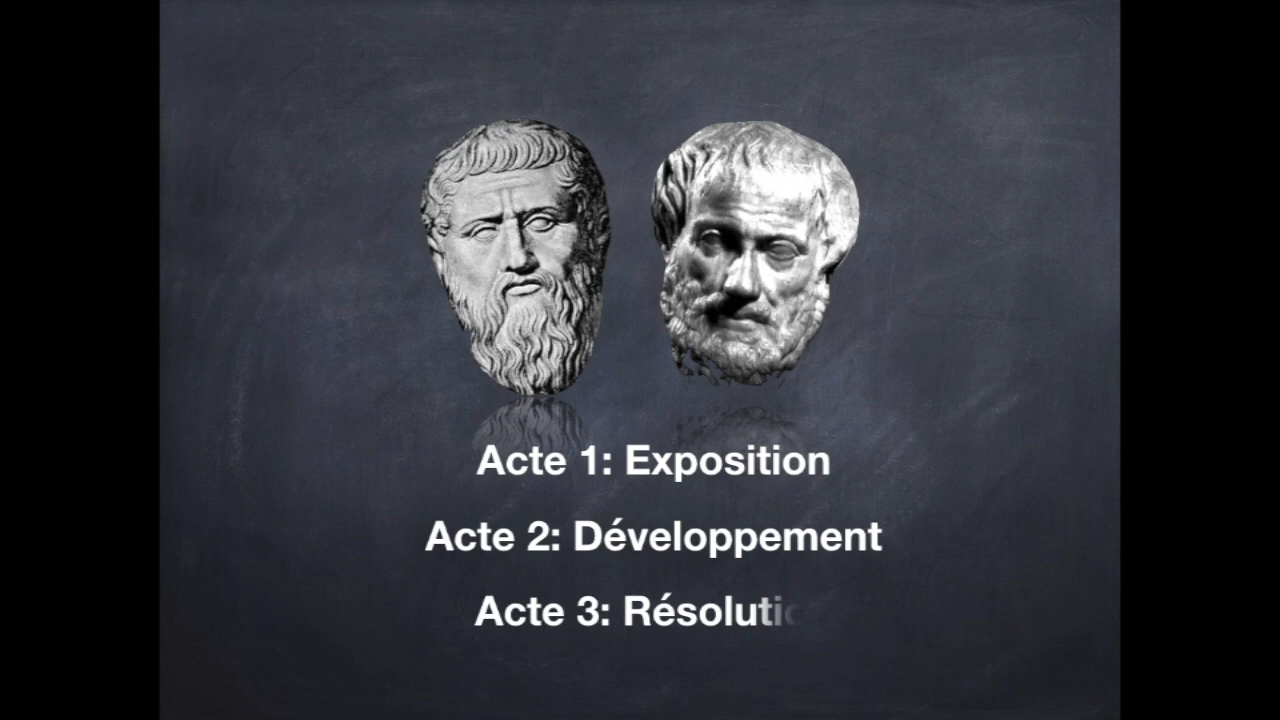 Acte 1: Exposition
Acte 2: Développement
Acte 3: Résoluti